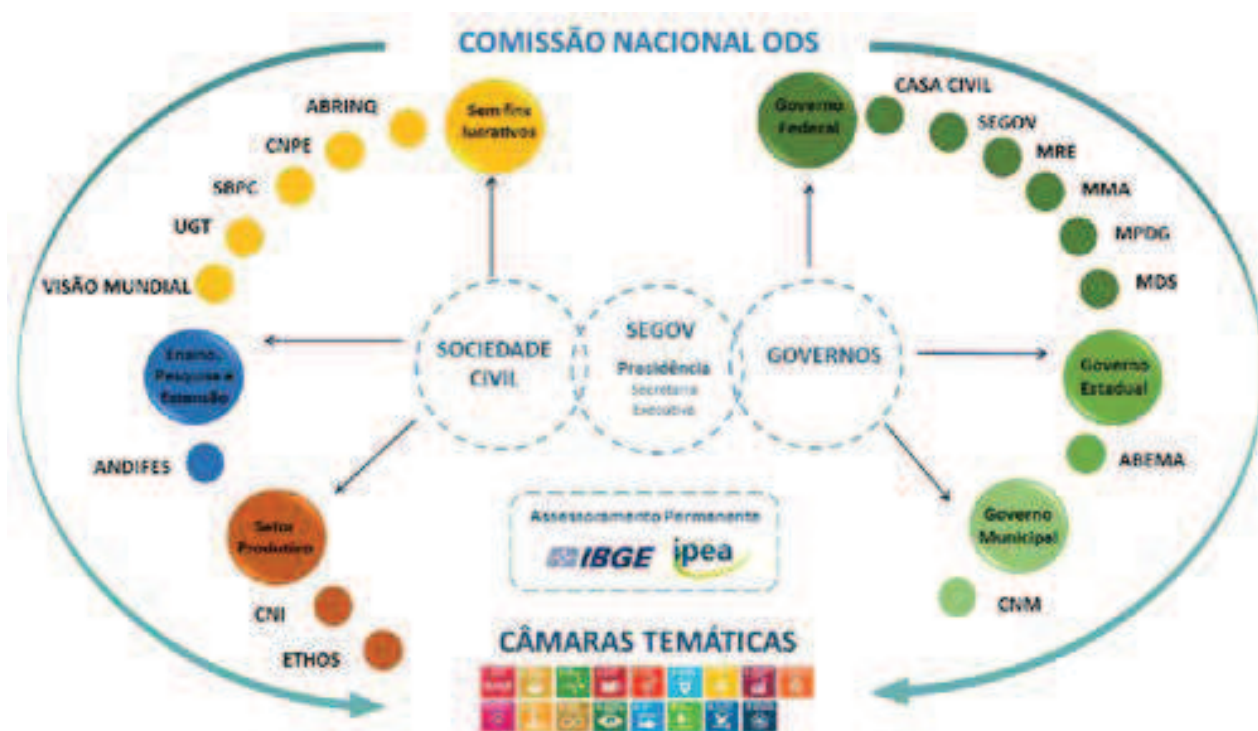 COMISSÃO NACIONAL ODS
ABRINQ
CNPE
SBPC
UGT
VISÃO MUNDIAL
Sem fins
lucrativos
Ensino,
Pesquisa e
Extensão
ANDIFES
Setor
Produtivo
CNI
ETHOS
SOCIEDADE
CIVIL
SEGOV
Presidência
Secretaria
Executiva
GOVERNOS
Governo
Federal
CASA CIVIL
SEGOV
MRE
MMA
MPDG
MDS
Governo
Estadual
ABEMA
Governo
Municipal
CNM
Assessoramento Permanente
IBGE
ipea
CÂMARAS TEMÁTICAS